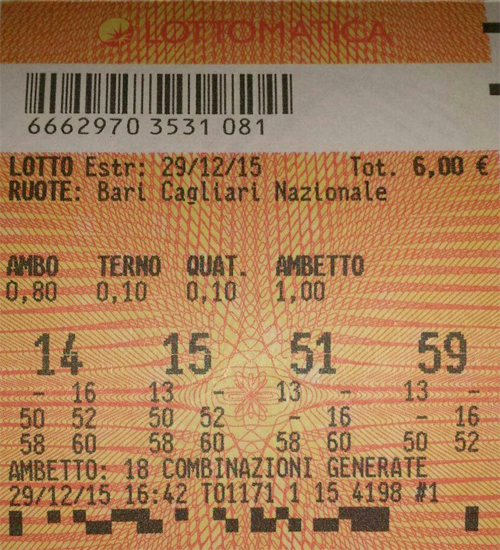 LOTTOMATICA
6662970 3531 081
LOTTO Estr: 29/12/15 Tot. 6,00 €
RUOTE: Bari Cagliari Nazionale
AMBO TERNO QUAT. AMBETTO
0,80 0,10 0,10 1,00
14 15 51 59
- 16 13 - 13 - 13 -
50 52 50 52 - 16 - 16
58 60 58 60 58 60 50 52
AMBETTO: 18 COMBINAZIONI GENERATE
29/12/15 16:42 T01171 1 15 4198 #1